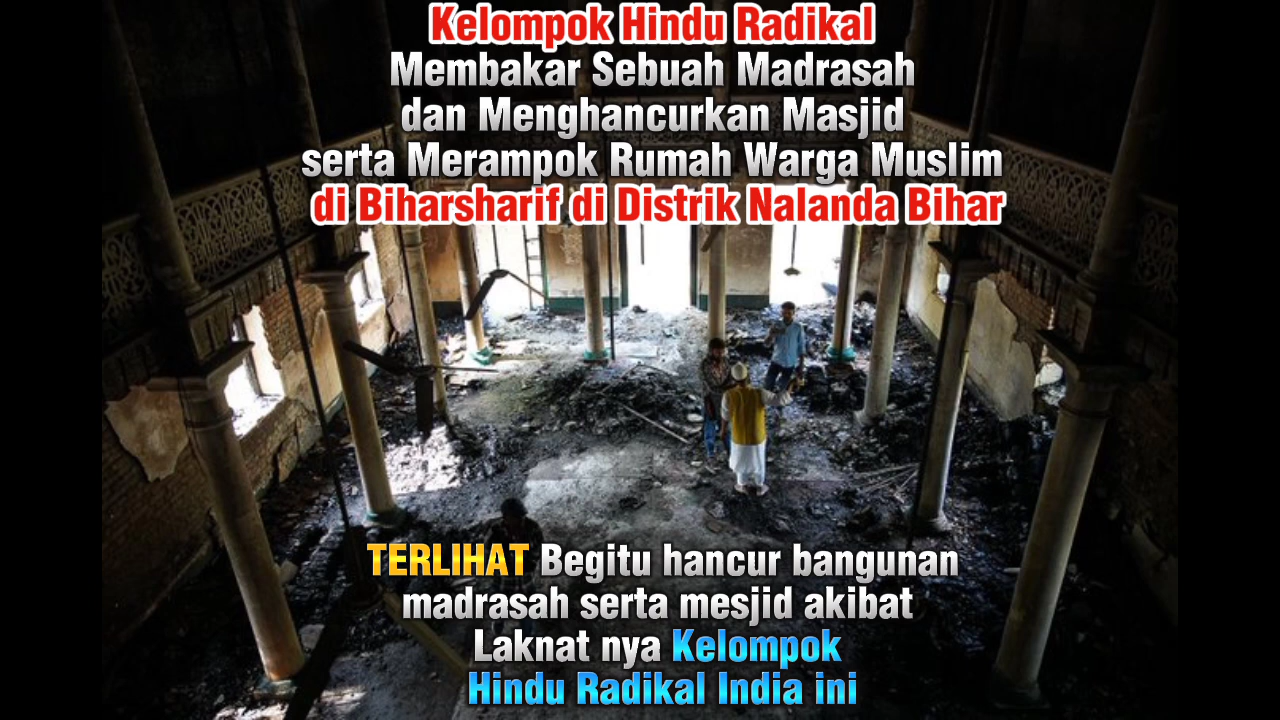 Kelompok Hindu Radikal
Membakar Sebuah Madrasah
dan Menghancurkan Masjid
serta Merampok Rumah Warga Muslim
di Biharsharif di Distrik Nalanda Bihar
TERLIHAT Begitu hancur bangunan
madrasah serta mesjid akibat
Laknat nya Kelompok
Hindu Radikal India ini